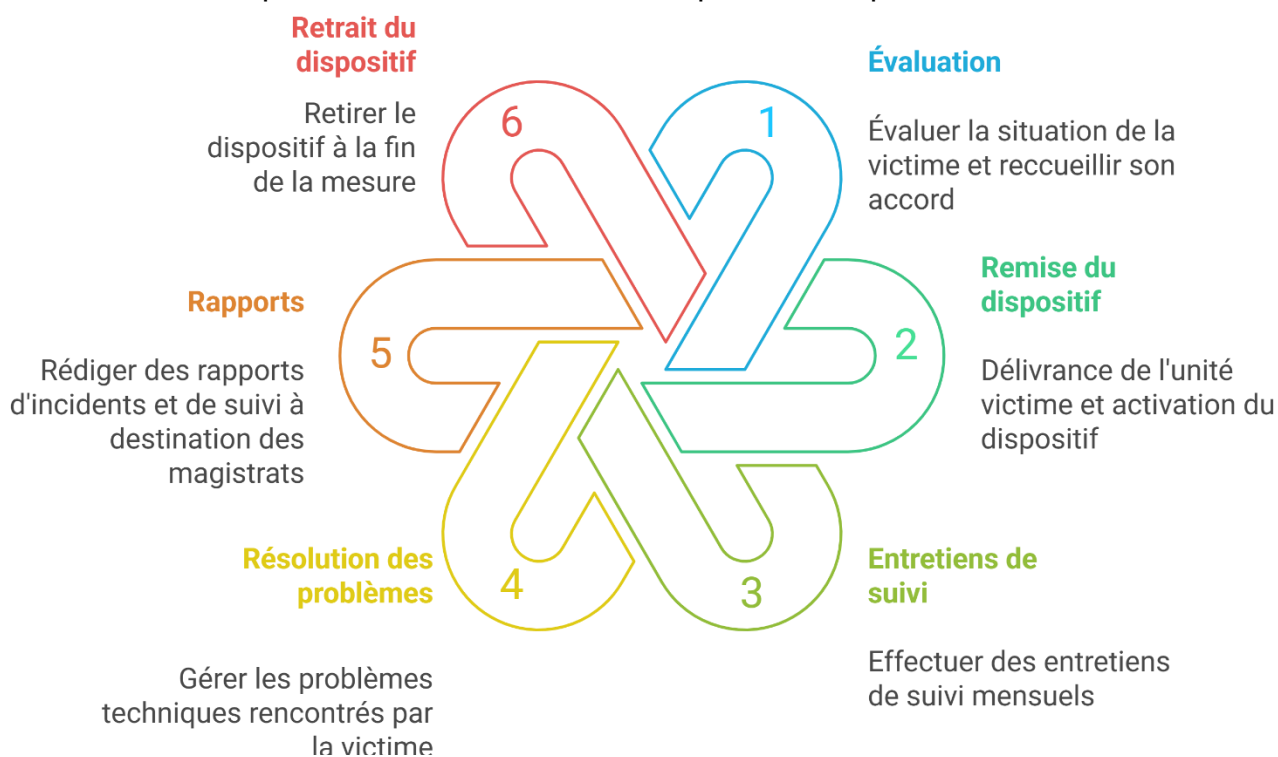 Retrait du
dispositif
Retirer le
dispositif à la fin
de la mesure
6
1
Évaluation
Évaluer la situation de la
victime et reccueillir son
accord
Remise du
dispositif
2
Délivrance de l'unité
victime et activation du
dispositif
Rapports
5
Rédiger des rapports
d'incidents et de suivi à
destination des
magistrats
Résolution des
problèmes
4
Gérer les problèmes
techniques rencontrés par
la victime
3
Entretiens de
suivi
Effectuer des entretiens
de suivi mensuels